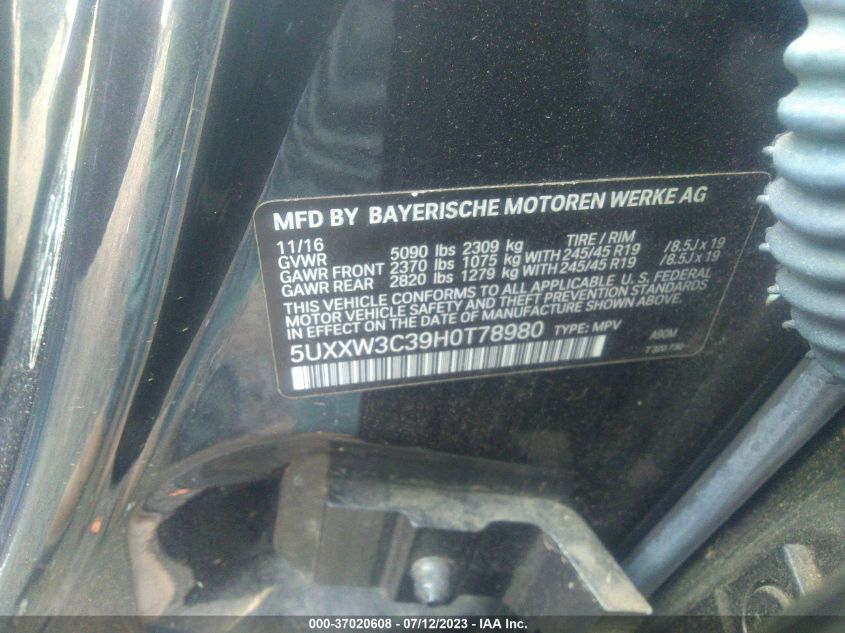 MFD BY BAYERISCHE MOTOREN WERKE AG
11/16 TIRE / RIM
GVWR 5090 lbs 2309 kg
GAWR FRONT 2370 lbs 1075 kg WITH 245/45 R19 /8.5J x 19
GAWR REAR 2820 lbs 1279 kg WITH 245/45 R19 /8.5J x 19
THIS VEHICLE CONFORMS TO ALL APPLICABLE U. S. FEDERAL
MOTOR VEHICLE SAFETY AND THEFT PREVENTION STANDARDS
IN EFFECT ON THE DATE OF MANUFACTURE SHOWN ABOVE.
5UXXW3C39H0T78980 TYPE: MPV A90M
000-37020608 - 07/12/2023 - IAA Inc.